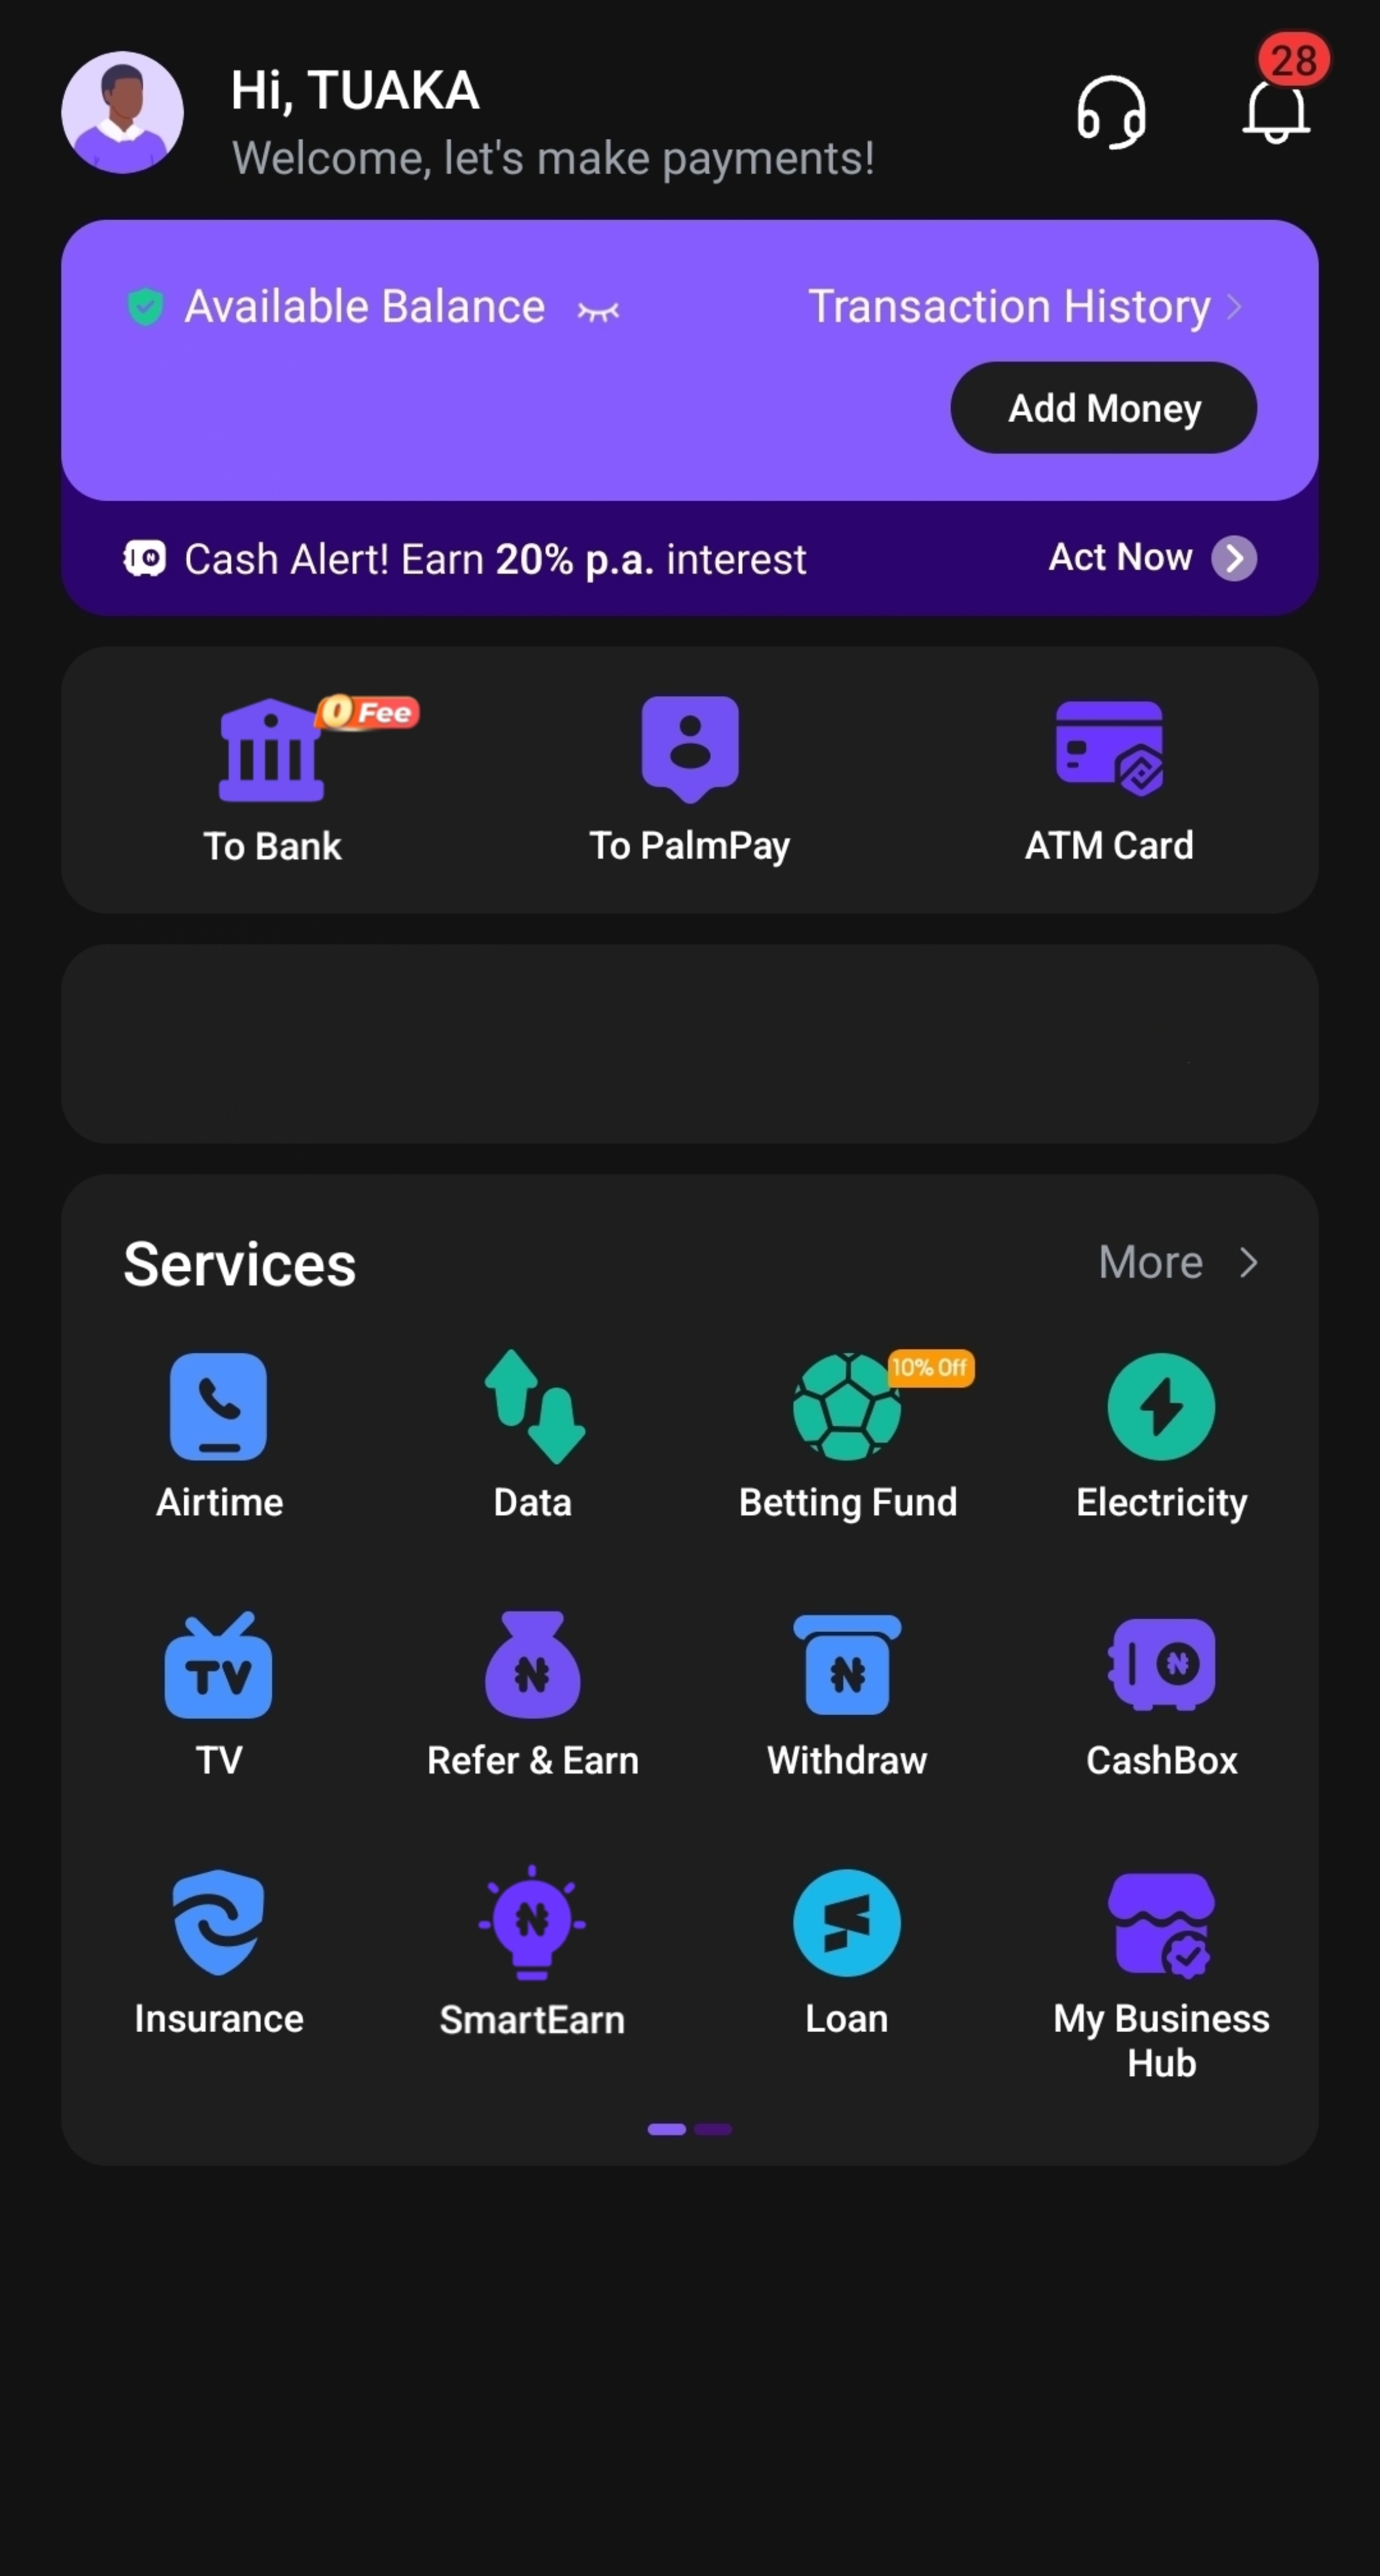 Hi, TUAKA
28
Welcome, let's make payments!
Available Balance
Transaction History
Add Money
Cash Alert! Earn 20% p.a. interest
Act Now
0 Fee
To Bank
To PalmPay
ATM Card
Services
More
10% Off
Airtime
Data
Betting Fund
Electricity
TV
TV
Refer & Earn
Withdraw
CashBox
Insurance
SmartEarn
Loan
My Business
Hub